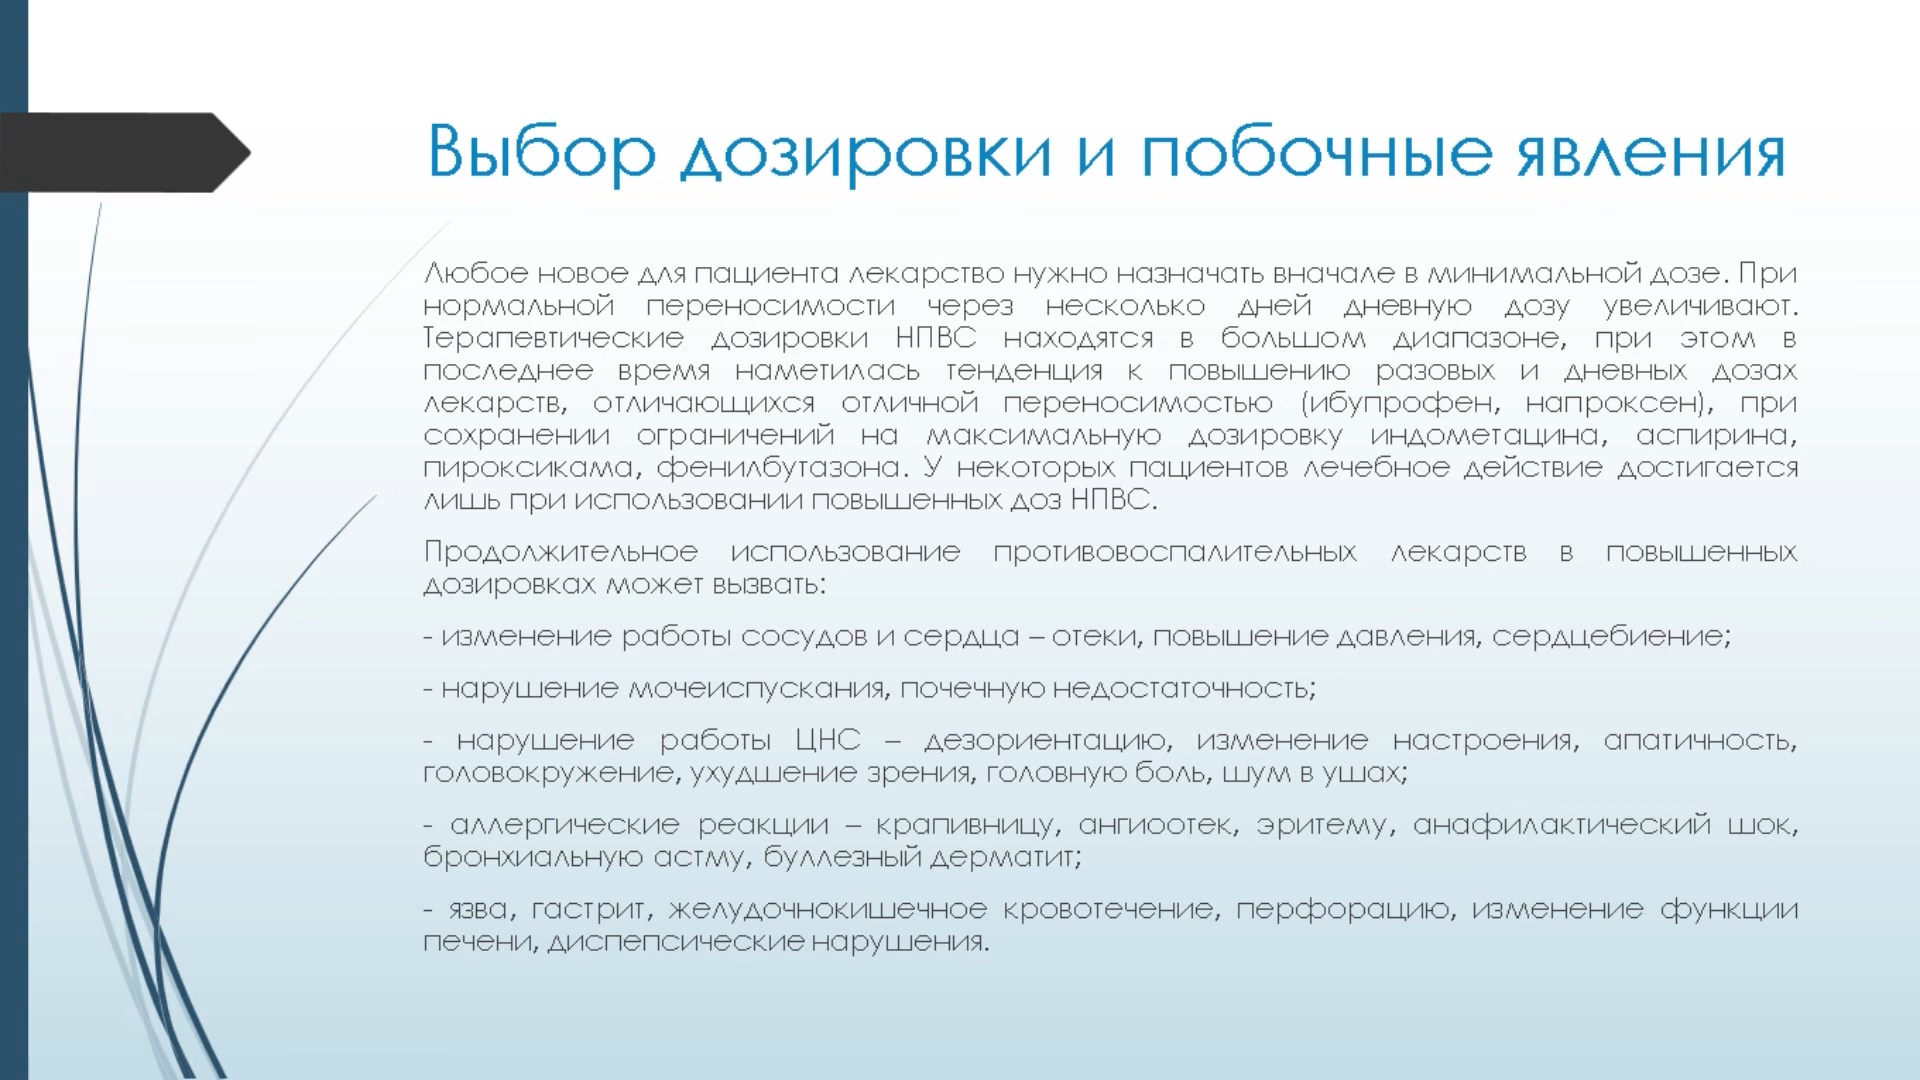 Выбор дозировки и побочные явления
Любое новое для пациента лекарство нужно назначать вначале в минимальной дозе. При
нормальной переносимости через несколько дней дневную дозу увеличивают.
Терапевтические дозировки НПВС находятся в большом диапазоне, при этом в
последнее время наметилась тенденция к повышению разовых и дневных дозах
лекарств, отличающихся отличной переносимостью (ибупрофен, напроксен), при
сохранении ограничений на максимальную дозировку индометацина, аспирина,
пироксикама, фенилбутазона. У некоторых пациентов лечебное действие достигается
лишь при использовании повышенных доз НПВС.
Продолжительное использование противовоспалительных лекарств в повышенных
дозировках может вызвать:
- изменение работы сосудов и сердца – отеки, повышение давления, сердцебиение;
- нарушение мочеиспускания, почечную недостаточность;
- нарушение работы ЦНС – дезориентацию, изменение настроения, апатичность,
головокружение, ухудшение зрения, головную боль, шум в ушах;
- аллергические реакции – крапивницу, ангиоотек, эритему, анафилактический шок,
бронхиальную астму, буллезный дерматит;
- язва, гастрит, желудочнокишечное кровотечение, перфорацию, изменение функции
печени, диспепсические нарушения.